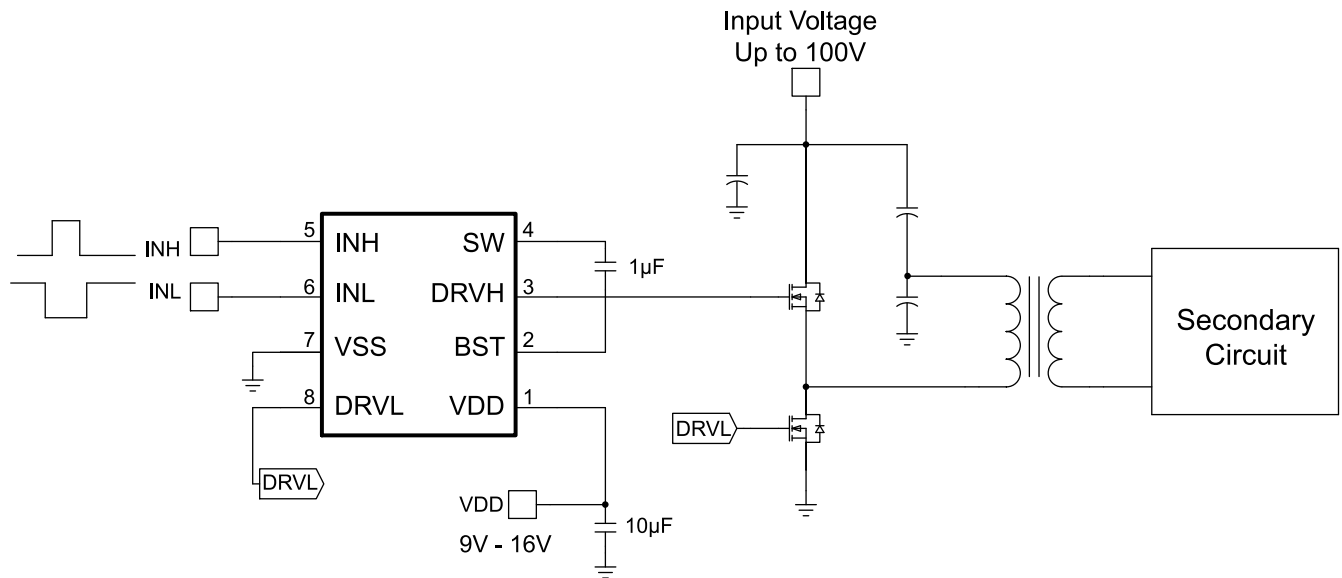 Input Voltage
Up to 100V
INH
INL
5
6
7
8
INH
INL
VSS
DRVL
SW
DRVH
BST
VDD
4
3
2
1
1µF
DRVL
VDD
9V - 16V
10µF
DRVL
Secondary
Circuit